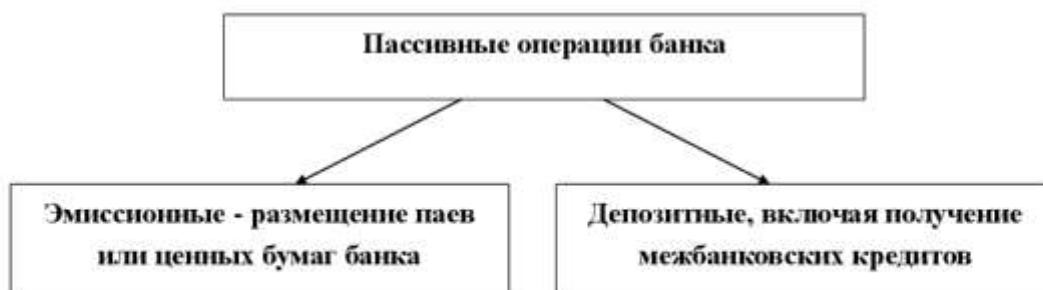 Пассивные операции банка
Эмиссионные - размещение паев
или ценных бумаг банка
Депозитные, включая получение
межбанковских кредитов